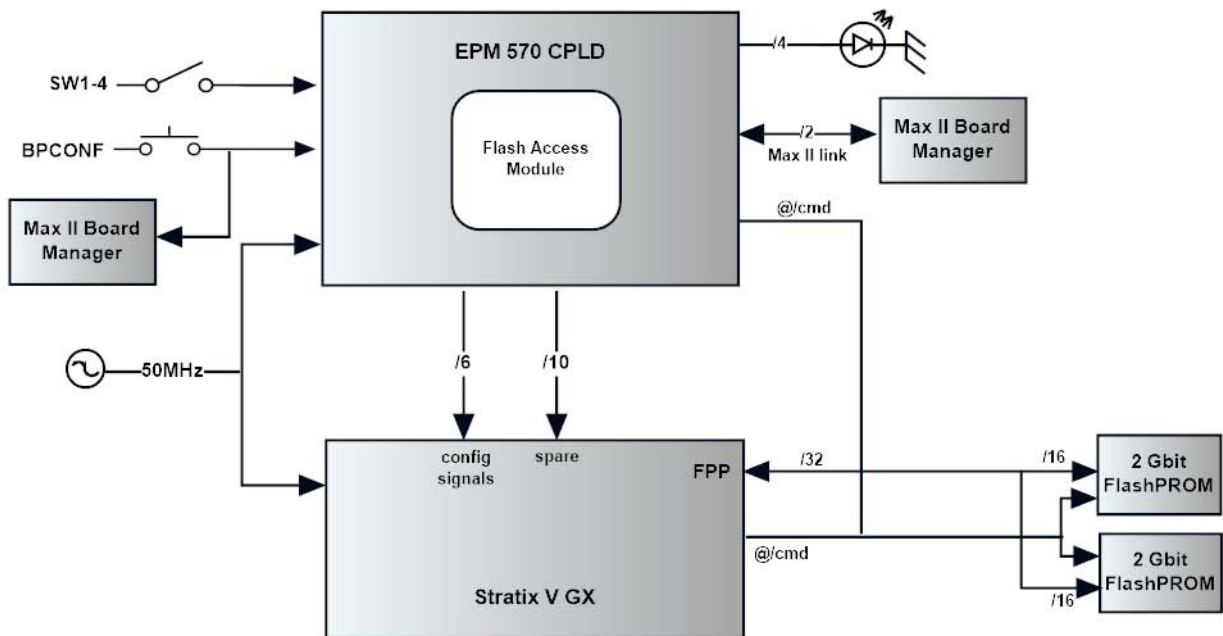 EPM 570 CPLD
/4
SW1-4
BPCONF
Flash Access
Module
/2
Max II link
Max II Board
Manager
@/cmd
Max II Board
Manager
50MHz
/6
/10
config
signals
spare
FPP
/32
/16
2 Gbit
FlashPROM
@/cmd
2 Gbit
FlashPROM
/16
Stratix V GX